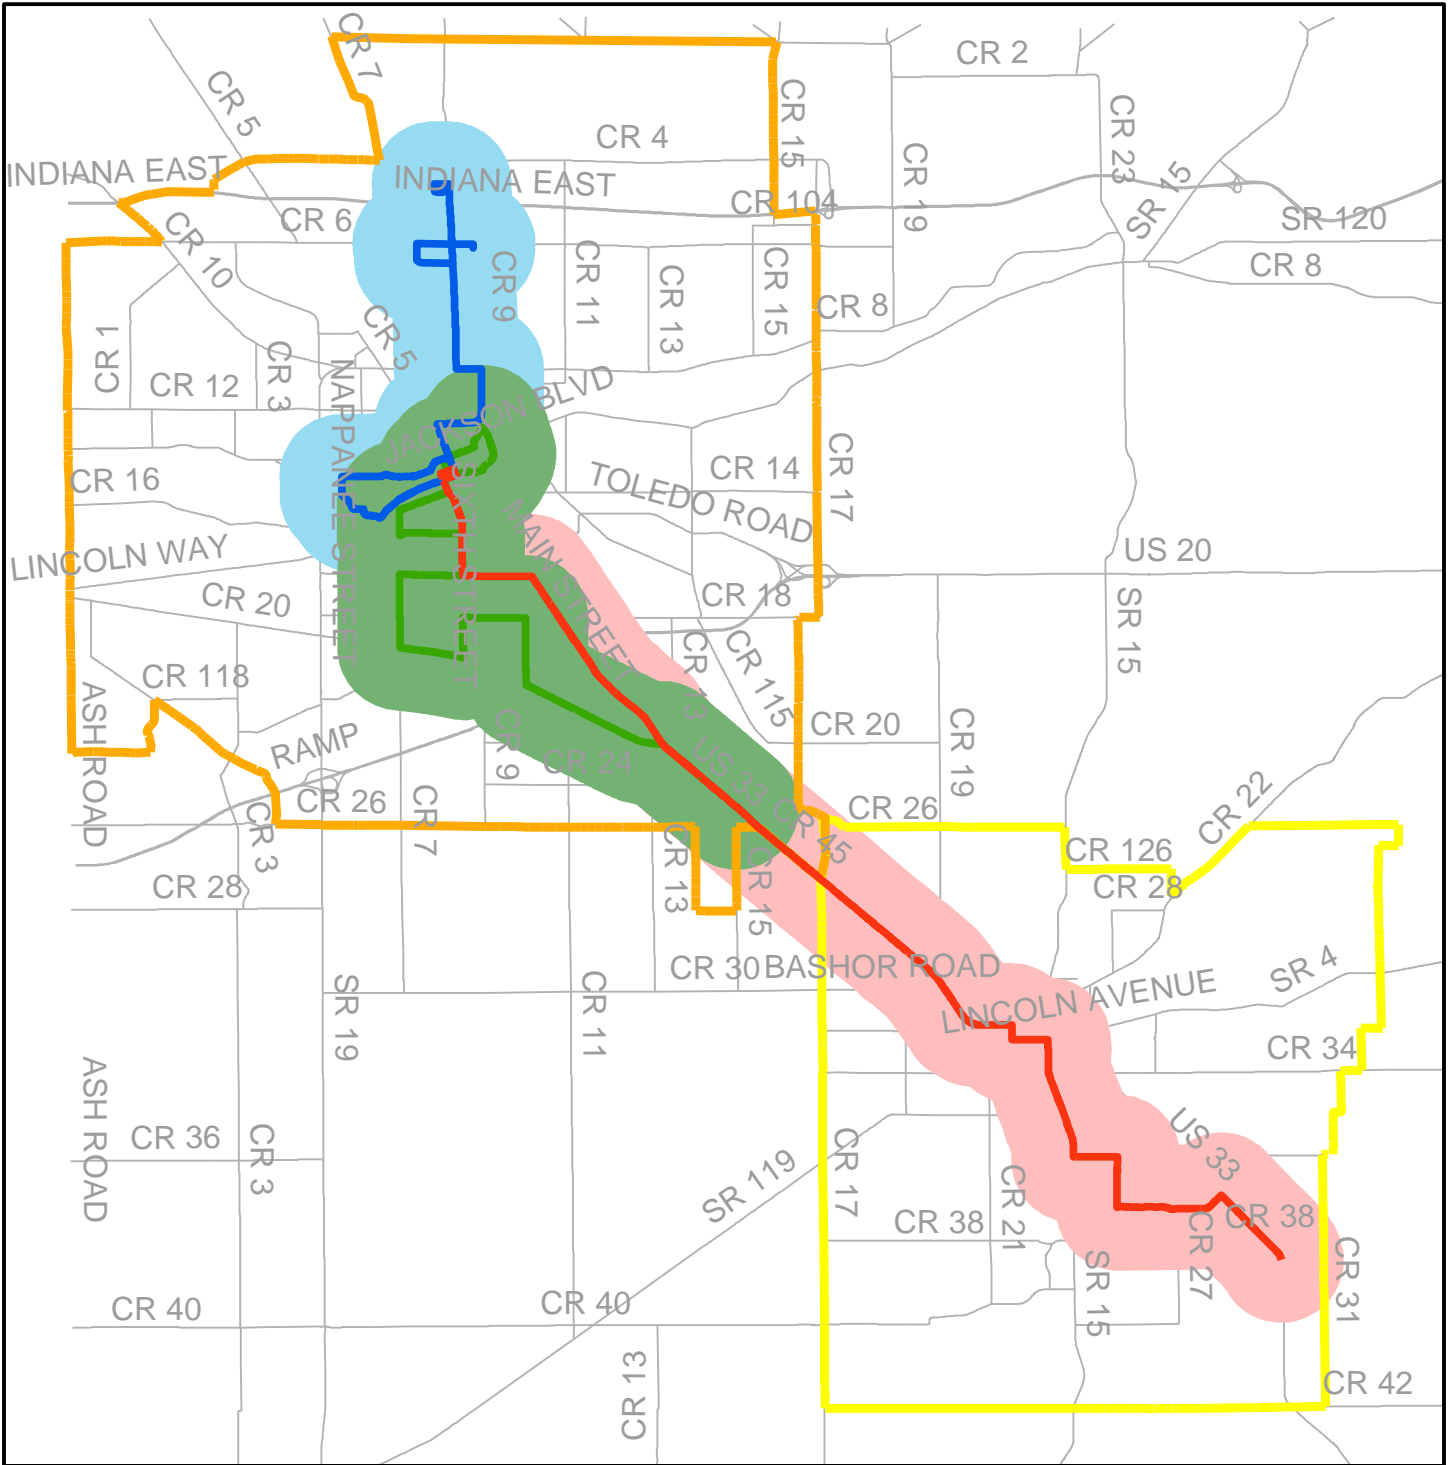 CR 7
CR 2
CR 5
CR 15
CR 23
CR 4
CR 19
INDIANA EAST
INDIANA EAST
CR 104
SR 15
SR 120
CR 6
CR 10
CR 9
CR 11
CR 13
CR 15
CR 8
CR 8
CR 1
CR 3
CR 5
CR 12
NAPPANEE STREET
JACKSON BLVD
CR 16
CR 14
CR 17
TOLEDO ROAD
SIXTH STREET
MAIN STREET
LINCOLN WAY
US 20
CR 20
CR 18
SR 15
CR 118
CR 13
CR 115
ASH ROAD
RAMP
CR 9
CR 24
US 33
CR 20
CR 19
CR 26
CR 7
CR 45
CR 26
CR 22
CR 3
CR 126
CR 28
CR 28
CR 13
CR 15
CR 30
BASHOR ROAD
SR 4
SR 19
CR 11
LINCOLN AVENUE
CR 34
ASH ROAD
CR 36
CR 3
SR 119
CR 17
US 33
CR 21
CR 38
CR 38
CR 27
SR 15
CR 31
CR 40
CR 40
CR 13
CR 42